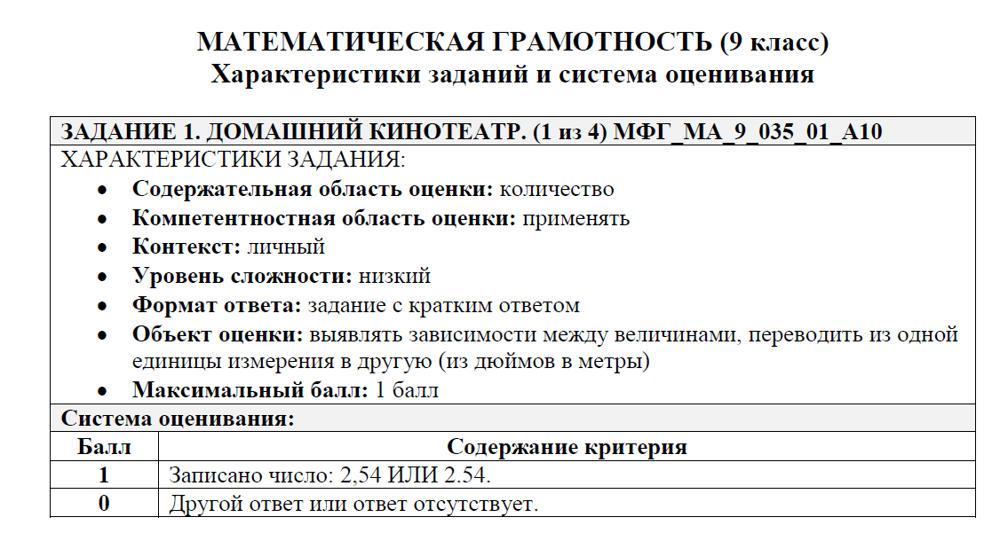 МАТЕМАТИЧЕСКАЯ ГРАМОТНОСТЬ (9 класс)
Характеристики заданий и система оценивания
ЗАДАНИЕ 1. ДОМАШНИЙ КИНОТЕАТР. (1 из 4) МФГ_МА_9_035_01_А10
ХАРАКТЕРИСТИКИ ЗАДАНИЯ:
• Содержательная область оценки: количество
• Компетентностная область оценки: применять
• Контекст: личный
• Уровень сложности: низкий
• Формат ответа: задание с кратким ответом
• Объект оценки: выявлять зависимости между величинами, переводить из одной
единицы измерения в другую (из дюймов в метры)
• Максимальный балл: 1 балл
Система оценивания:
Балл Содержание критерия
1 Записано число: 2,54 ИЛИ 2.54.
0 Другой ответ или ответ отсутствует.